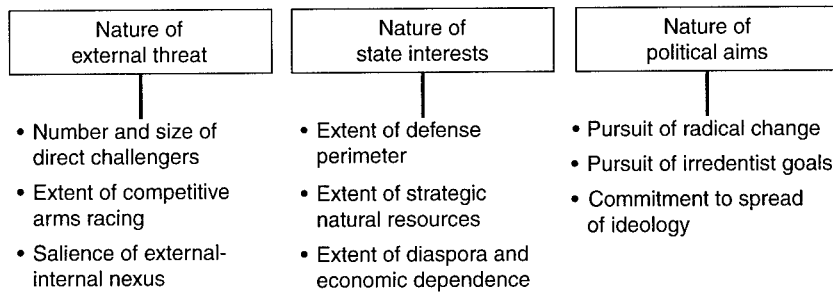 Nature of
external threat
• Number and size of
direct challengers
• Extent of competitive
arms racing
• Salience of external-
internal nexus
Nature of
state interests
• Extent of defense
perimeter
• Extent of strategic
natural resources
• Extent of diaspora and
economic dependence
Nature of
political aims
• Pursuit of radical change
• Pursuit of irredentist goals
• Commitment to spread
of ideology